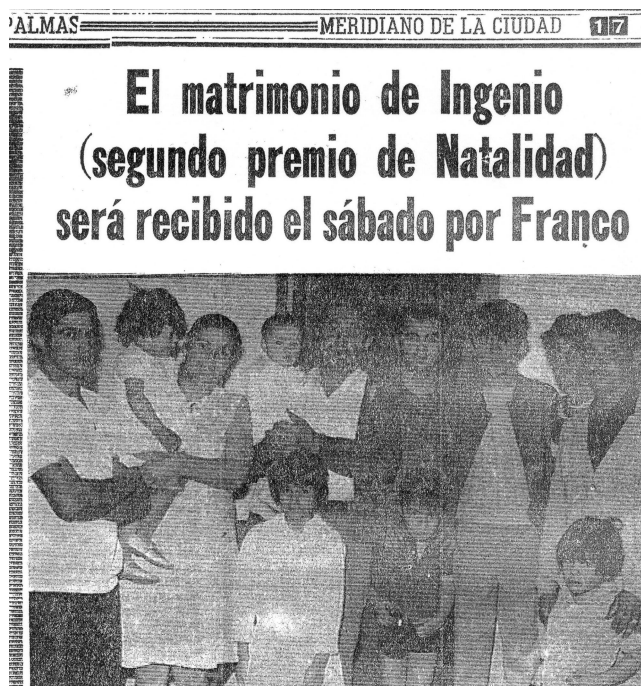 PALMAS
MERIDIANO DE LA CIUDAD
17
El matrimonio de Ingenio
(segundo premio de Natalidad)
será recibido el sábado por Franco